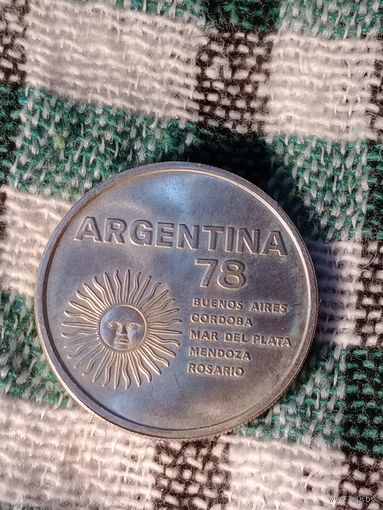 ARGENTINA
78
BUENOS AIRES
CORDOBA
MAR DEL PLATA
MENDOZA
ROSARIO